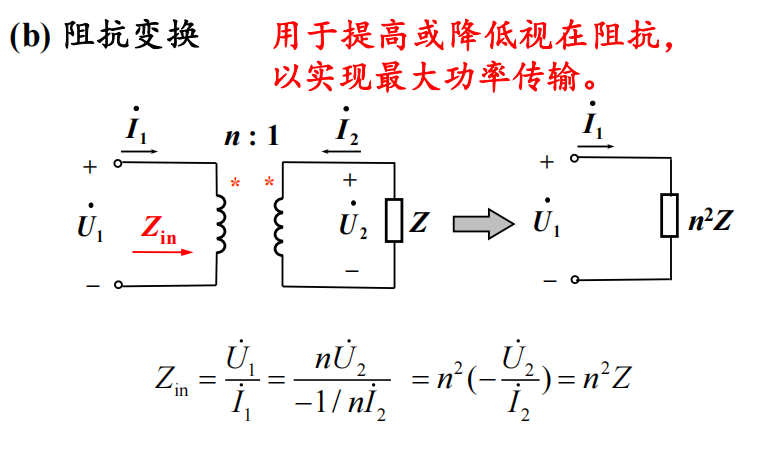 (b) 阻抗变换
用于提高或降低视在阻抗，
以实现最大功率传输。
İ₁
n : 1
İ₂
İ₁
+
+
+
* *
U̇₁
Zin
U̇₂
Z
U̇₁
n²Z
−
−
−
Zin = U̇₁/İ₁ = nU̇₂/(−1/nİ₂) = n²(−U̇₂/İ₂) = n²Z